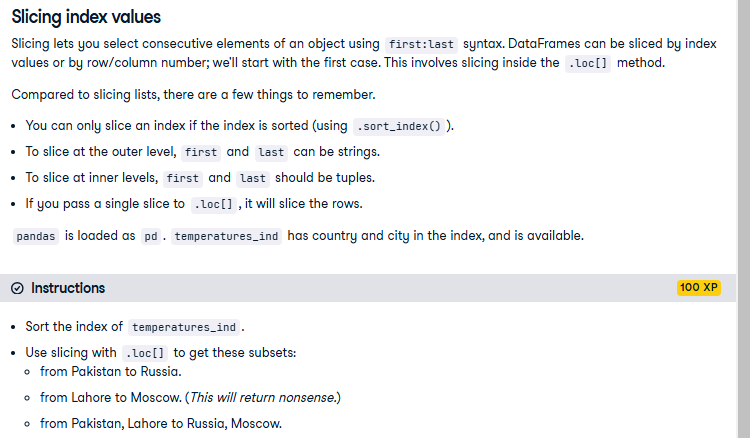 Slicing index values
Slicing lets you select consecutive elements of an object using first:last syntax. DataFrames can be sliced by index
values or by row/column number; we'll start with the first case. This involves slicing inside the .loc[] method.
Compared to slicing lists, there are a few things to remember.
• You can only slice an index if the index is sorted (using .sort_index() ).
• To slice at the outer level, first and last can be strings.
• To slice at inner levels, first and last should be tuples.
• If you pass a single slice to .loc[] , it will slice the rows.
pandas is loaded as pd . temperatures_ind has country and city in the index, and is available.
Instructions 100 XP
• Sort the index of temperatures_ind .
• Use slicing with .loc[] to get these subsets:
◦ from Pakistan to Russia.
◦ from Lahore to Moscow. (This will return nonsense.)
◦ from Pakistan, Lahore to Russia, Moscow.